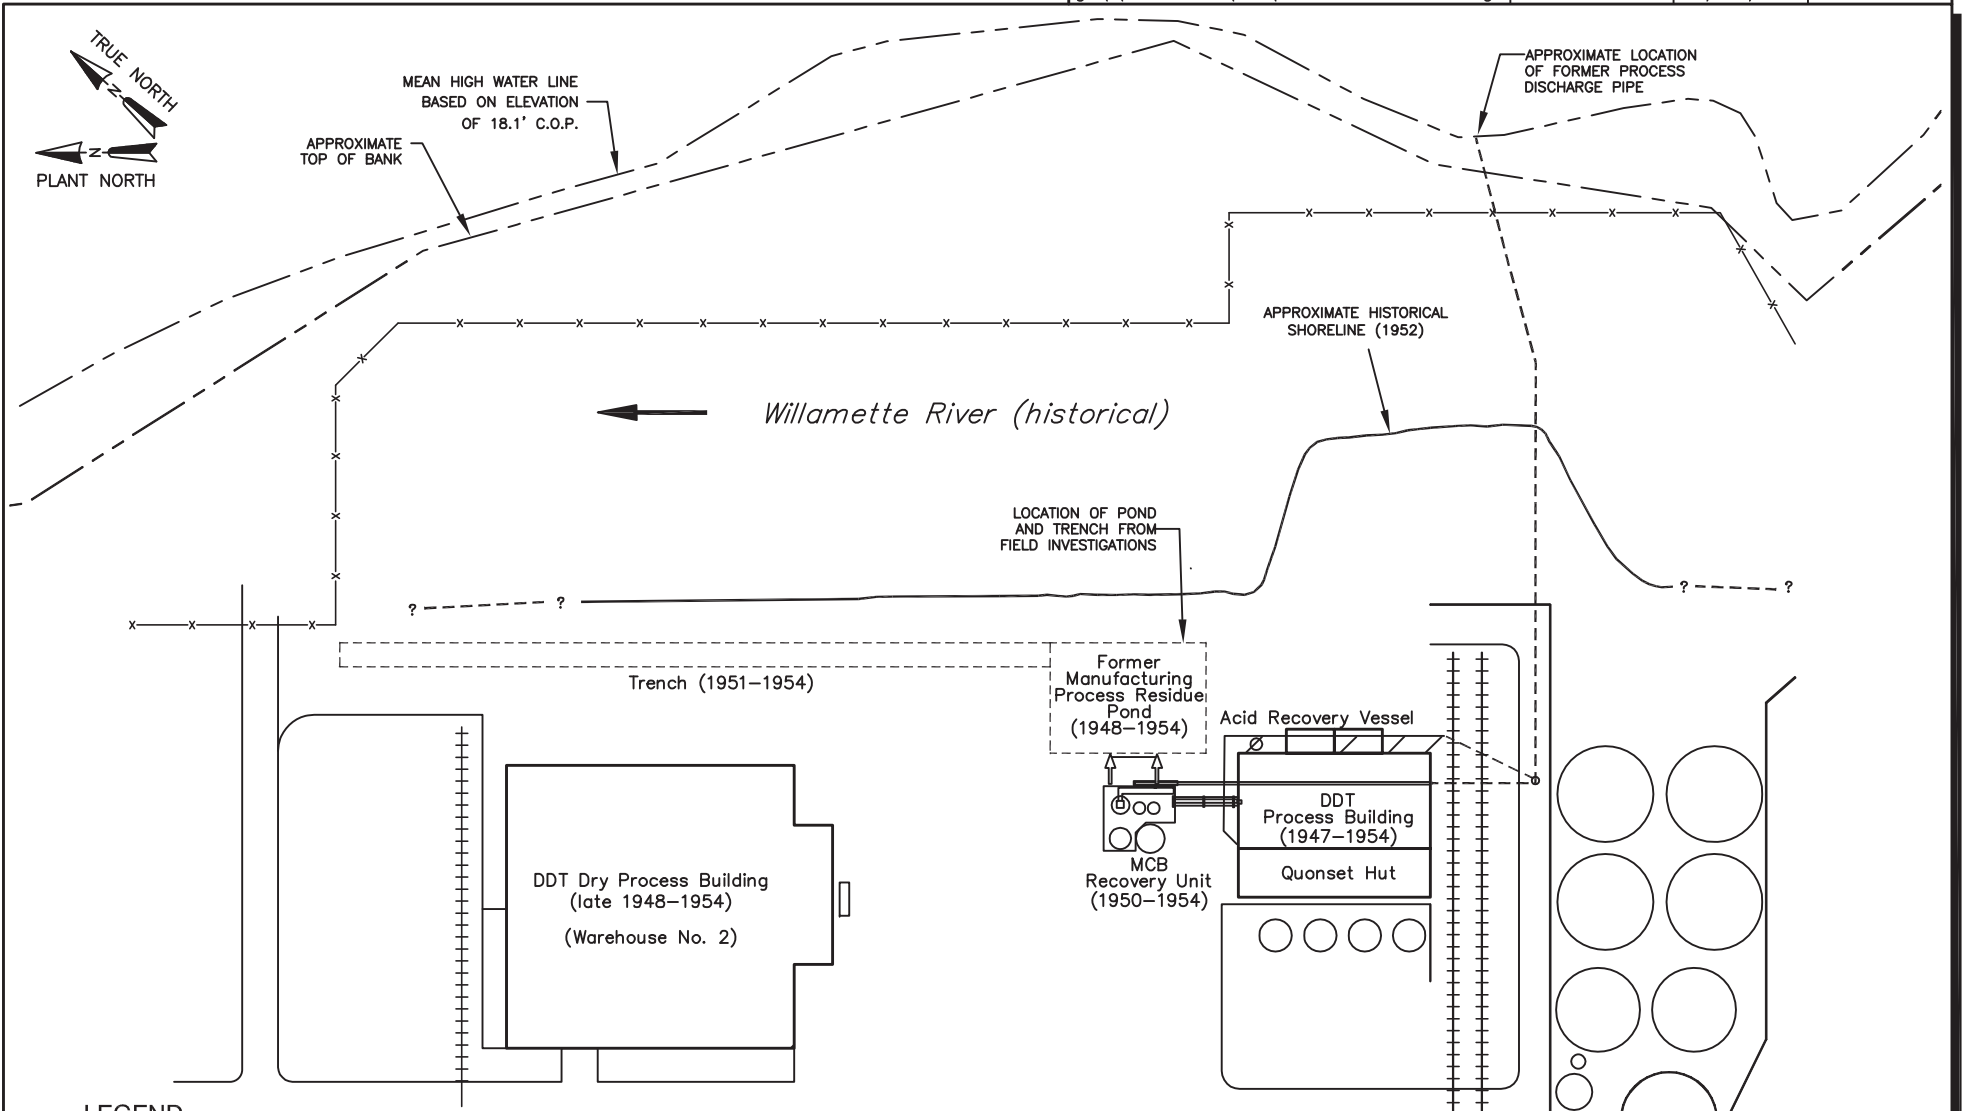 TRUE NORTH
N
N
PLANT NORTH
MEAN HIGH WATER LINE
BASED ON ELEVATION
OF 18.1' C.O.P.
APPROXIMATE
TOP OF BANK
APPROXIMATE LOCATION
OF FORMER PROCESS
DISCHARGE PIPE
APPROXIMATE HISTORICAL
SHORELINE (1952)
Willamette River (historical)
LOCATION OF POND
AND TRENCH FROM
FIELD INVESTIGATIONS
? ? ? ?
Trench (1951–1954)
Former
Manufacturing
Process Residue
Pond
(1948–1954)
Acid Recovery Vessel
DDT
Process Building
(1947–1954)
Quonset Hut
MCB
Recovery Unit
(1950–1954)
DDT Dry Process Building
(late 1948–1954)
(Warehouse No. 2)
LEGEND